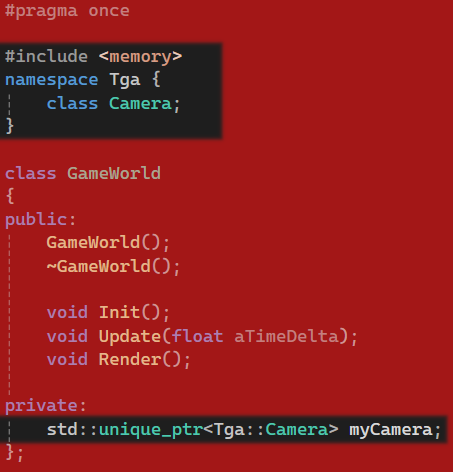 #pragma once
#include <memory>
namespace Tga {
class Camera;
}
class GameWorld
{
public:
GameWorld();
~GameWorld();
void Init();
void Update(float aTimeDelta);
void Render();
private:
std::unique_ptr<Tga::Camera> myCamera;
};